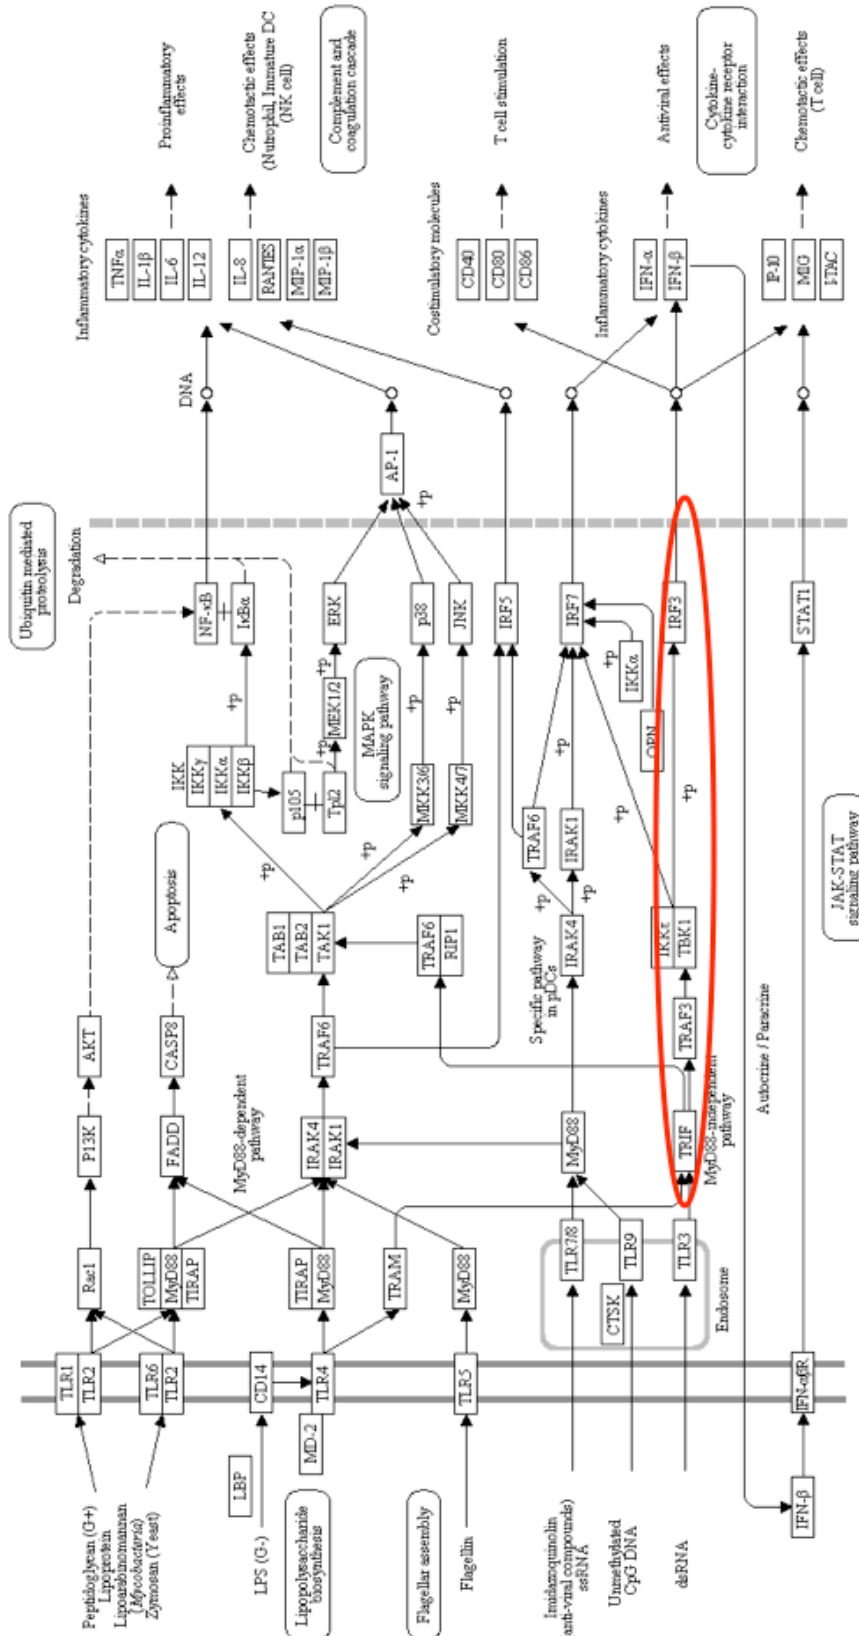 Ubiquitin mediated
proteolysis
Degradation
Inflammatory cytokines
TNFα
IL-1β
IL-6
IL-12
Proinflammatory
effects
IL-8
RANTES
MIP-1α
MIP-1β
Chemotactic effects
(Nutrophil, Immature DC
(NK cell)
Complement and
coagulation cascade
DNA
Peptidoglycan (G+)
Lipoprotein
Lipoarabinomannan
(Mycobacteria)
Zymosan (Yeast)
TLR1
TLR2
TLR6
TLR2
Rac1
P13K
AKT
TOLLIP
MyD88
TIRAP
FADD
CASP8
Apoptosis
MyD88-dependent
pathway
IKK
IKKγ
IKKα
IKKβ
+p
+p
NF-κB
IκBα
LBP
LPS (G-)
CD14
MD-2
TLR4
Lipopolysaccharide
biosynthesis
TIRAP
MyD88
TRAM
IRAK4
IRAK1
TRAF6
TAB1
TAB2
TAK1
TRAF6
RIP1
p105
Tpl2
+p
MEK1/2
+p
ERK
MAPK
signaling pathway
+p
MKK3/6
+p
p38
+p
MKK4/7
+p
JNK
+p
AP-1
Flagellar assembly
Flagellin
TLR5
MyD88
IRF5
Costimulatory molecules
CD40
CD80
CD86
T cell stimulation
Specific pathway
in pDCs
Imidazoquinolin
anti-viral compounds)
ssRNA
TLR7/8
MyD88
IRAK4
+p
TRAF6
+p
IRAK1
+p
IRF7
+p
IKKα
OPN
Unmethylated
CpG DNA
CTSK
TLR9
dsRNA
TLR3
Endosome
TRIF
TRAF3
IKKε
TBK1
+p
+p
IRF3
MyD88-independent
pathway
Inflammatory cytokines
IFN-α
IFN-β
Antiviral effects
Cytokine-
cytokine receptor
interaction
Autocrine / Paracrine
IFN-β
IFN-αβR
STAT1
JAK-STAT
signaling pathway
IP-10
MIG
I-TAC
Chemotactic effects
(T cell)